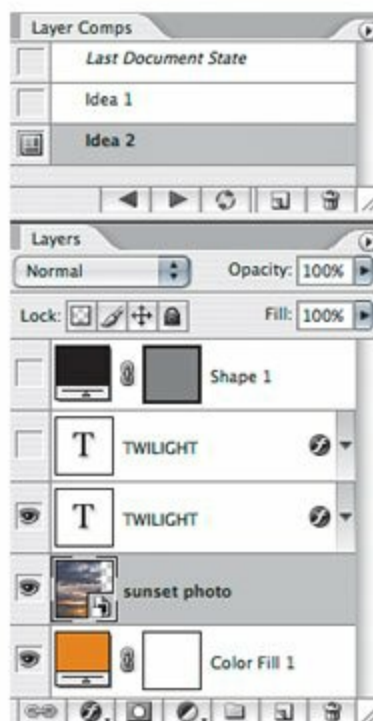 Layer Comps
Last Document State
Idea 1
Idea 2
Layers
Normal Opacity: 100%
Lock: Fill: 100%
Shape 1
T TWILIGHT
T TWILIGHT
sunset photo
Color Fill 1